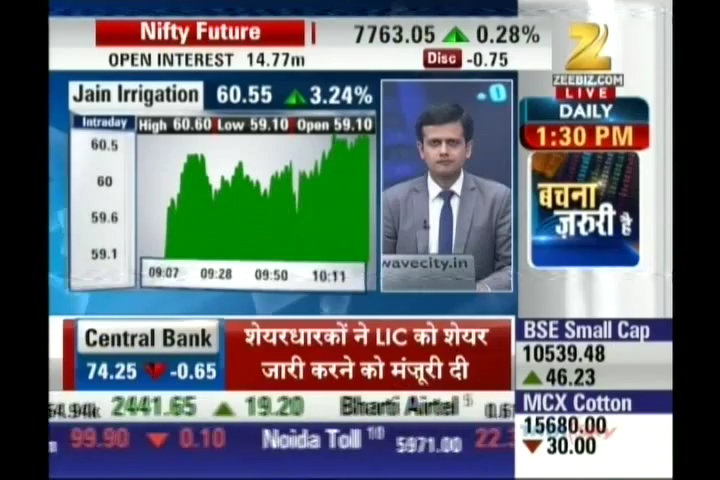 Nifty Future 7763.05 0.28%
OPEN INTEREST 14.77m Disc -0.75
ZEEBIZ.COM
LIVE
DAILY
1:30 PM
बचना
ज़रुरी है
Jain Irrigation 60.55 3.24%
Intraday High 60.60 Low 59.10 Open 59.10
60.5
60
59.6
59.1
09:07 09:28 09:50 10:11
wavecity.in
Central Bank
74.25 -0.65
शेयरधारकों ने LIC को शेयर
जारी करने को मंजूरी दी
BSE Small Cap
10539.48
46.23
MCX Cotton
15680.00
30.00
2441.65 19.20 Bharti Airtel
99.90 0.10 Noida Toll 10 5971.00 22.3